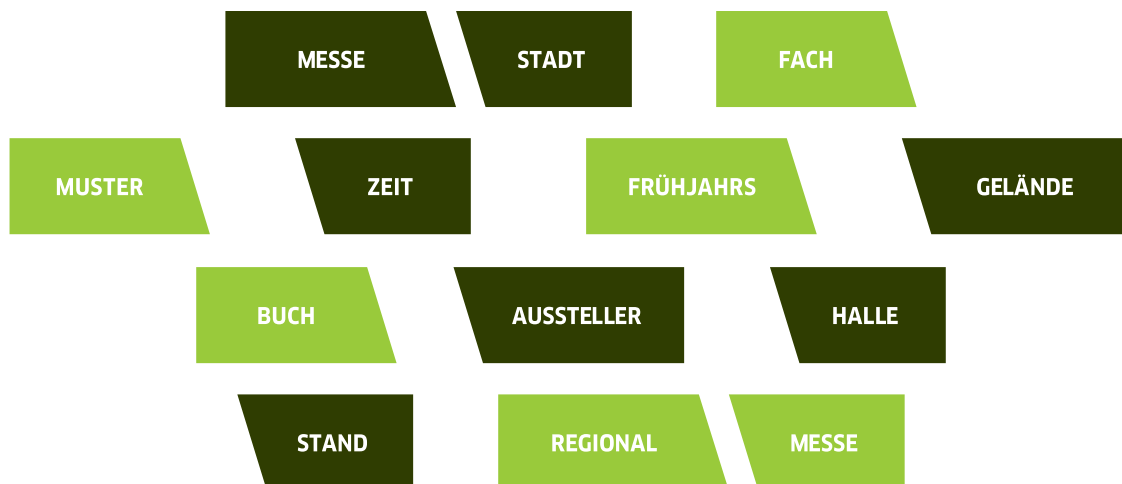 MESSE STADT FACH
MUSTER ZEIT FRÜHJAHRS GELÄNDE
BUCH AUSSTELLER HALLE
STAND REGIONAL MESSE